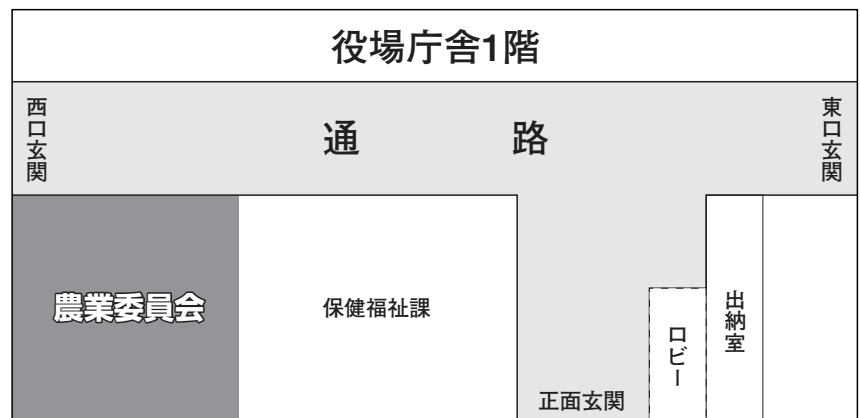 役場庁舎1階
西口玄関
通路
東口玄関
農業委員会
保健福祉課
正面玄関
ロビー
出納室